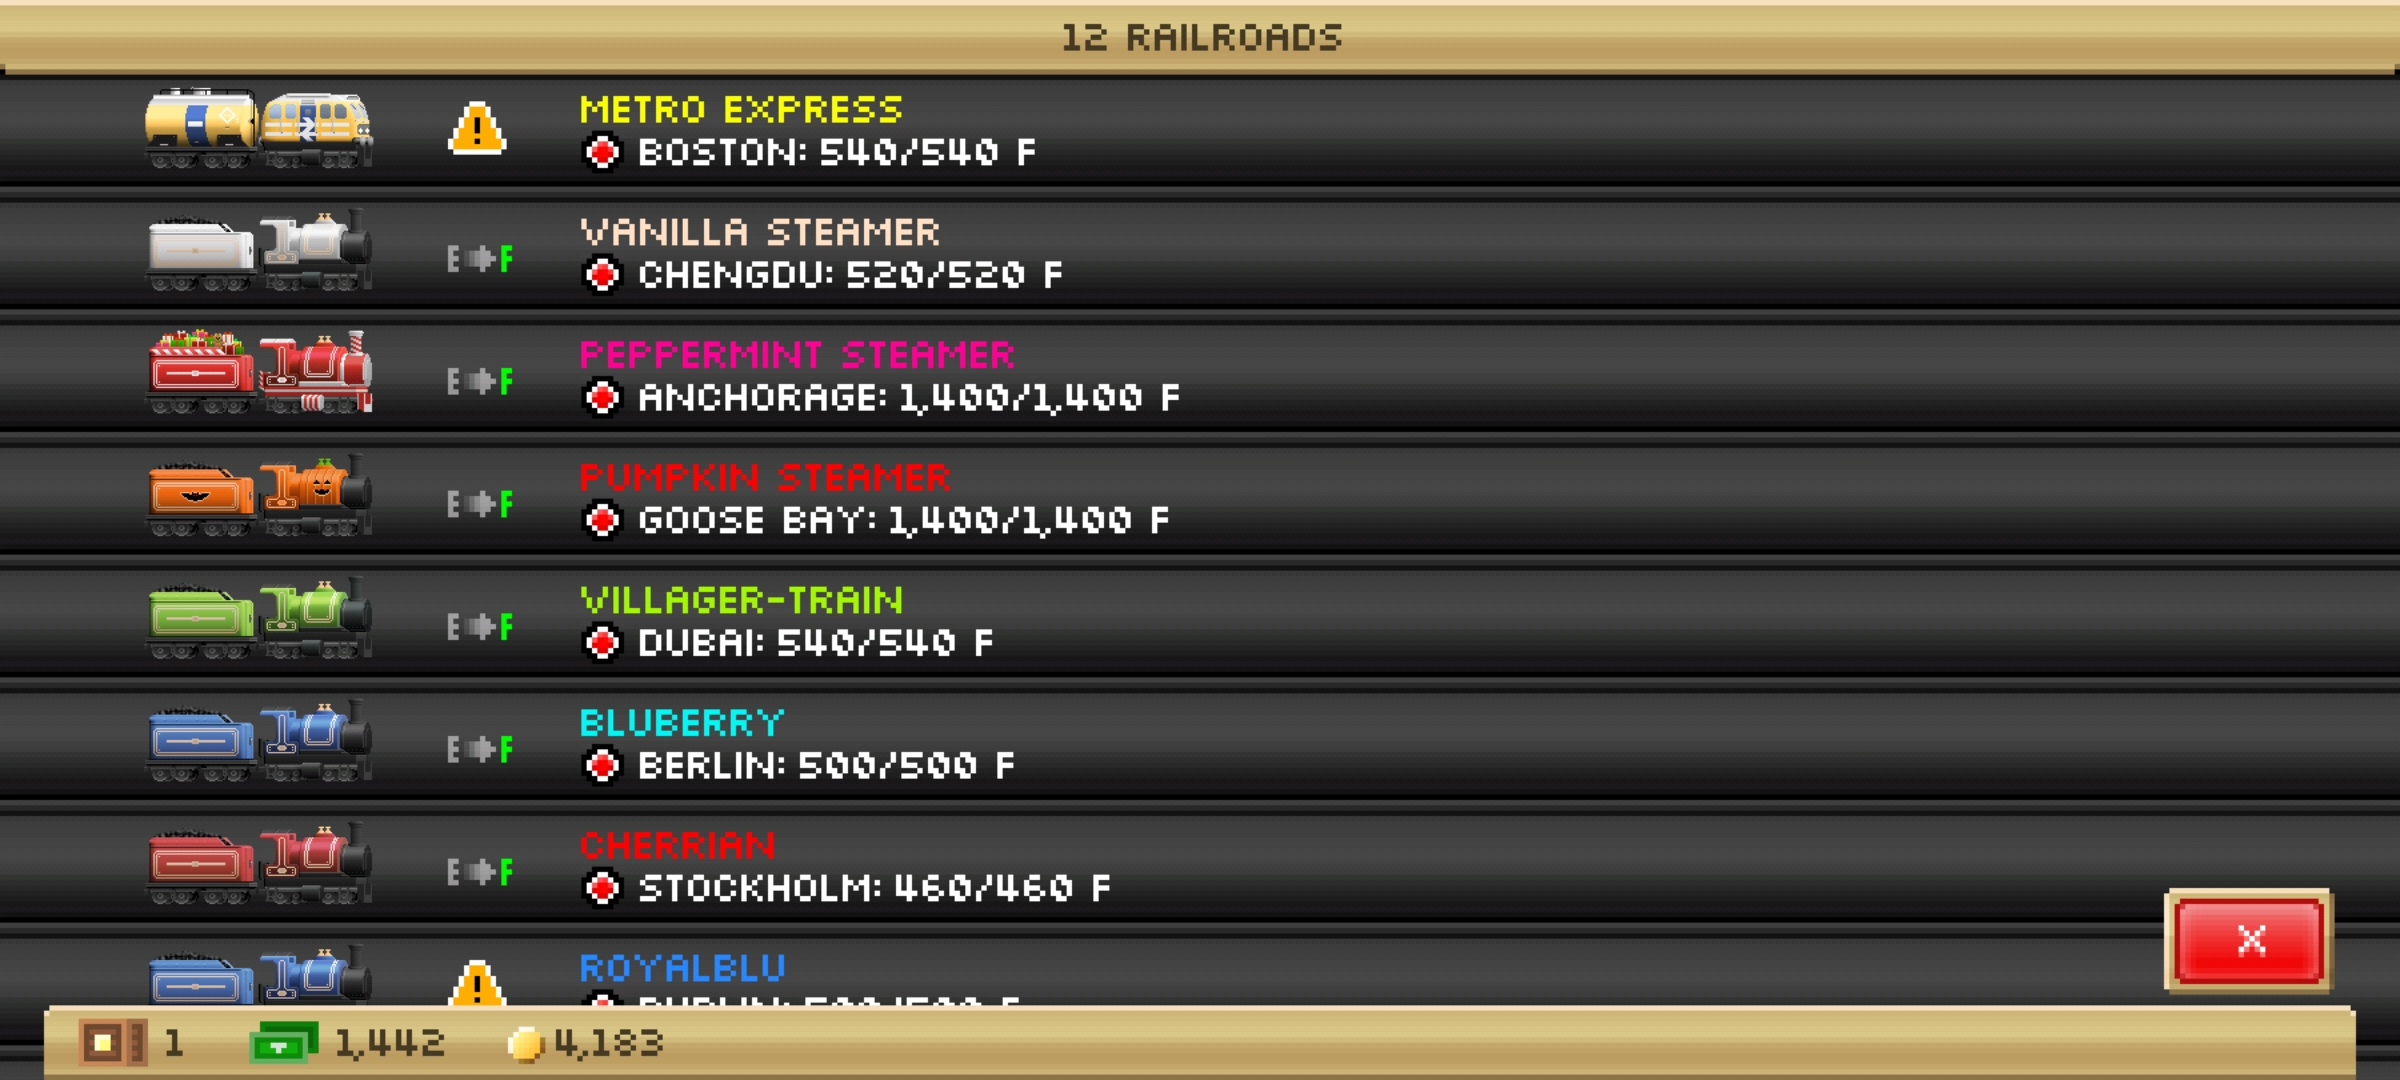 12 RAILROADS
METRO EXPRESS
BOSTON: 540/540 F
VANILLA STEAMER
E F
CHENGDU: 520/520 F
PEPPERMINT STEAMER
E F
ANCHORAGE: 1,400/1,400 F
PUMPKIN STEAMER
E F
GOOSE BAY: 1,400/1,400 F
VILLAGER-TRAIN
E F
DUBAI: 540/540 F
BLUBERRY
E F
BERLIN: 500/500 F
CHERRIAN
E F
STOCKHOLM: 460/460 F
ROYALBLU
X
1 1,442 4,183